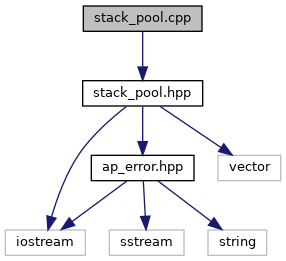 stack_pool.cpp
stack_pool.hpp
ap_error.hpp
vector
iostream
sstream
string